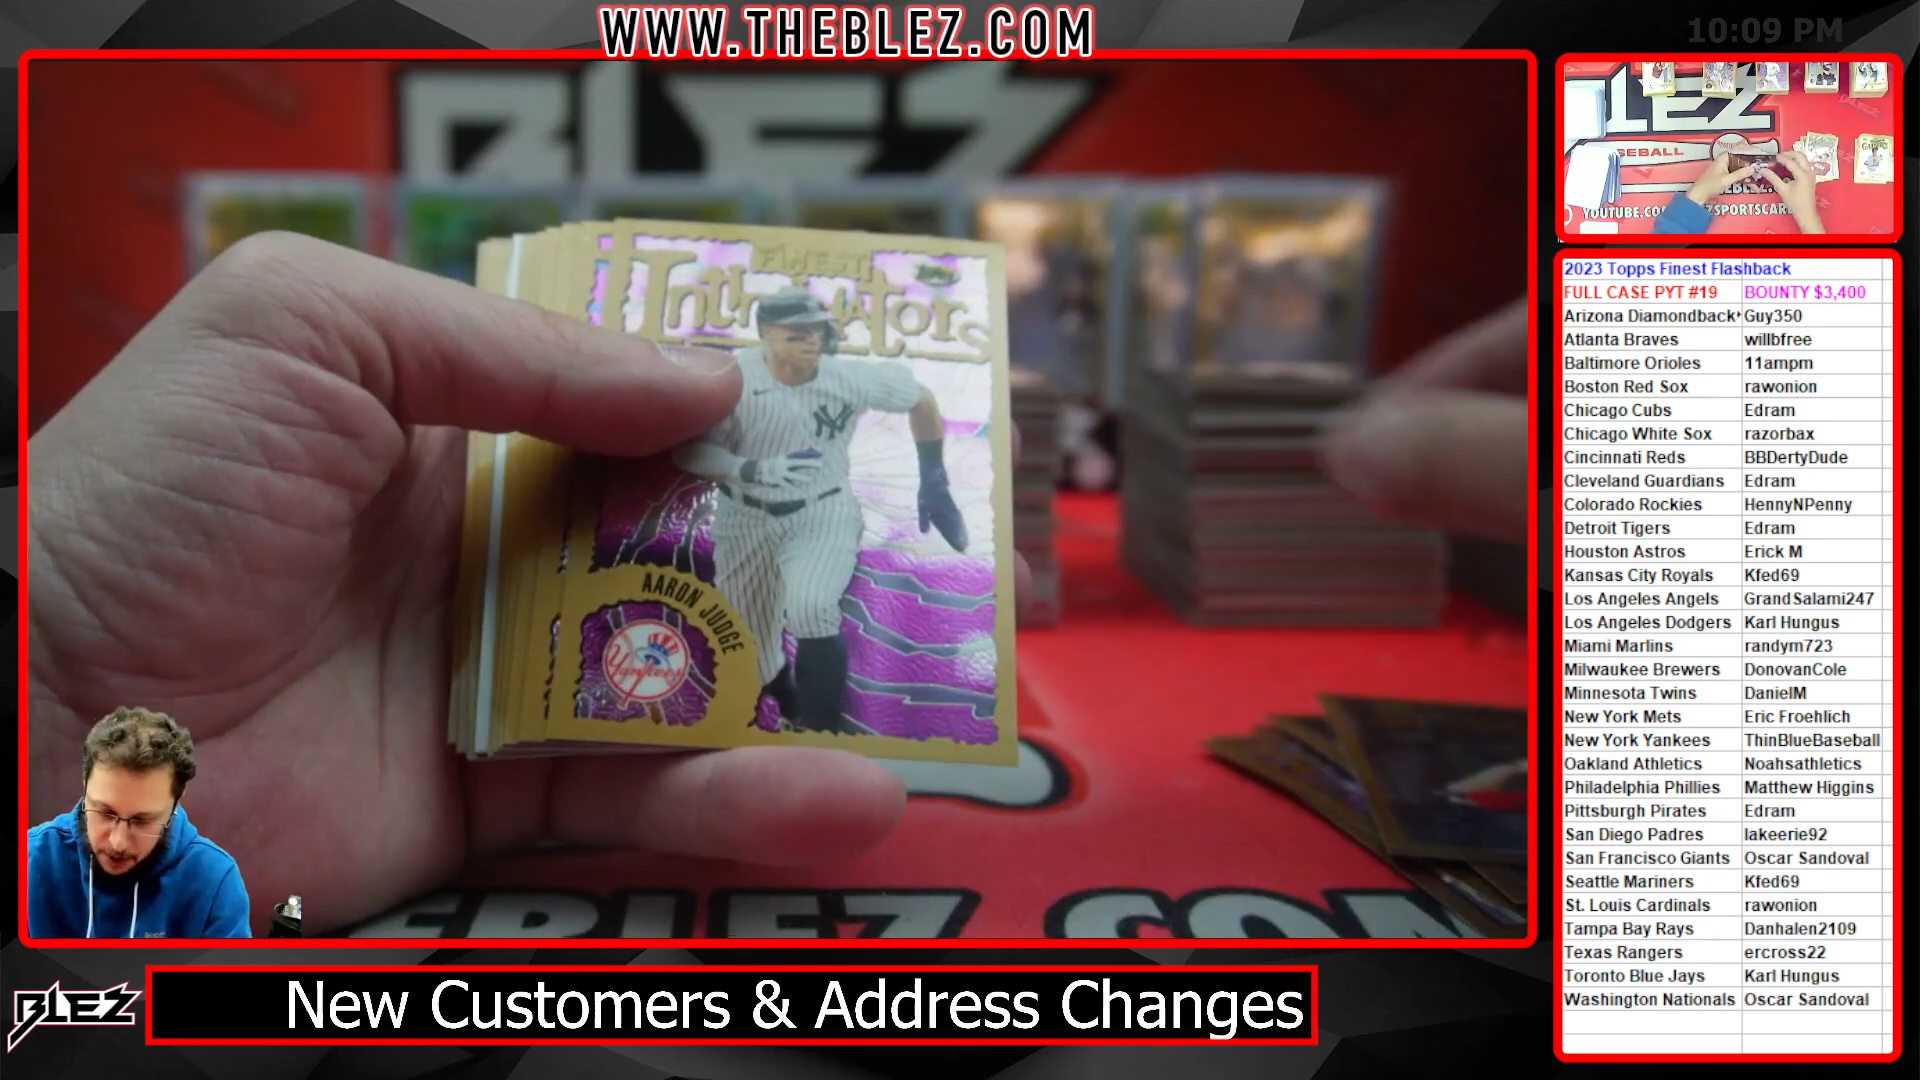 WWW.THEBLEZ.COM
10:09 PM
BLEZ
FINEST
AARON JUDGE
Yankees
NY
LEZ
SEBALL
2023 Topps Finest Flashback
FULL CASE PYT #19 BOUNTY $3,400
Arizona Diamondback Guy350
Atlanta Braves willbfree
Baltimore Orioles 11ampm
Boston Red Sox rawonion
Chicago Cubs Edram
Chicago White Sox razorbax
Cincinnati Reds BBDertyDude
Cleveland Guardians Edram
Colorado Rockies HennyNPenny
Detroit Tigers Edram
Houston Astros Erick M
Kansas City Royals Kfed69
Los Angeles Angels GrandSalami247
Los Angeles Dodgers Karl Hungus
Miami Marlins randym723
Milwaukee Brewers DonovanCole
Minnesota Twins DanielM
New York Mets Eric Froehlich
New York Yankees ThinBlueBaseball
Oakland Athletics Noahsathletics
Philadelphia Phillies Matthew Higgins
Pittsburgh Pirates Edram
San Diego Padres lakeerie92
San Francisco Giants Oscar Sandoval
Seattle Mariners Kfed69
St. Louis Cardinals rawonion
Tampa Bay Rays Danhalen2109
Texas Rangers ercross22
Toronto Blue Jays Karl Hungus
Washington Nationals Oscar Sandoval
BLEZ
New Customers & Address Changes